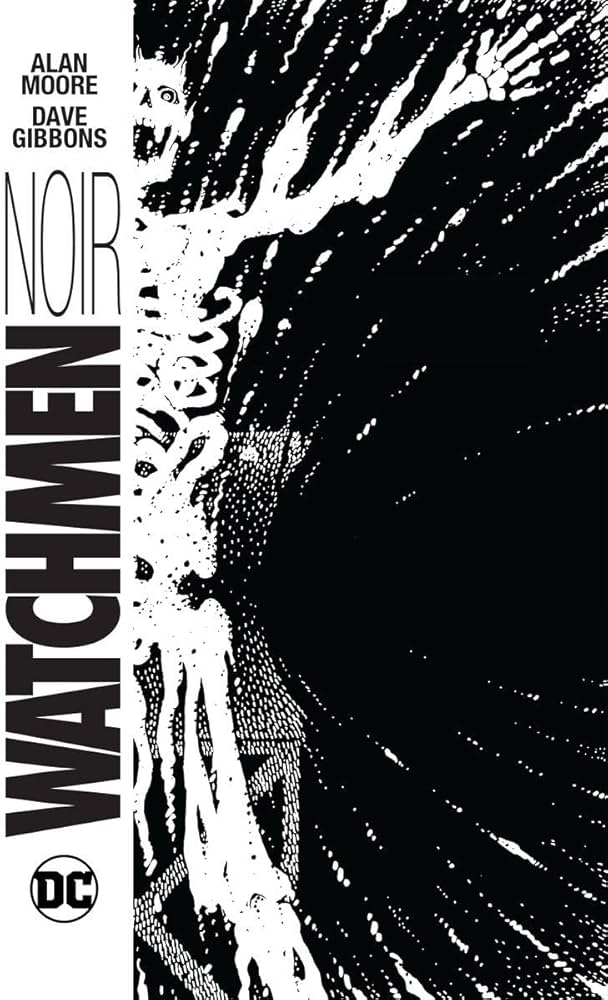 ALAN
MOORE
DAVE
GIBBONS
WATCHMEN NOIR
DC